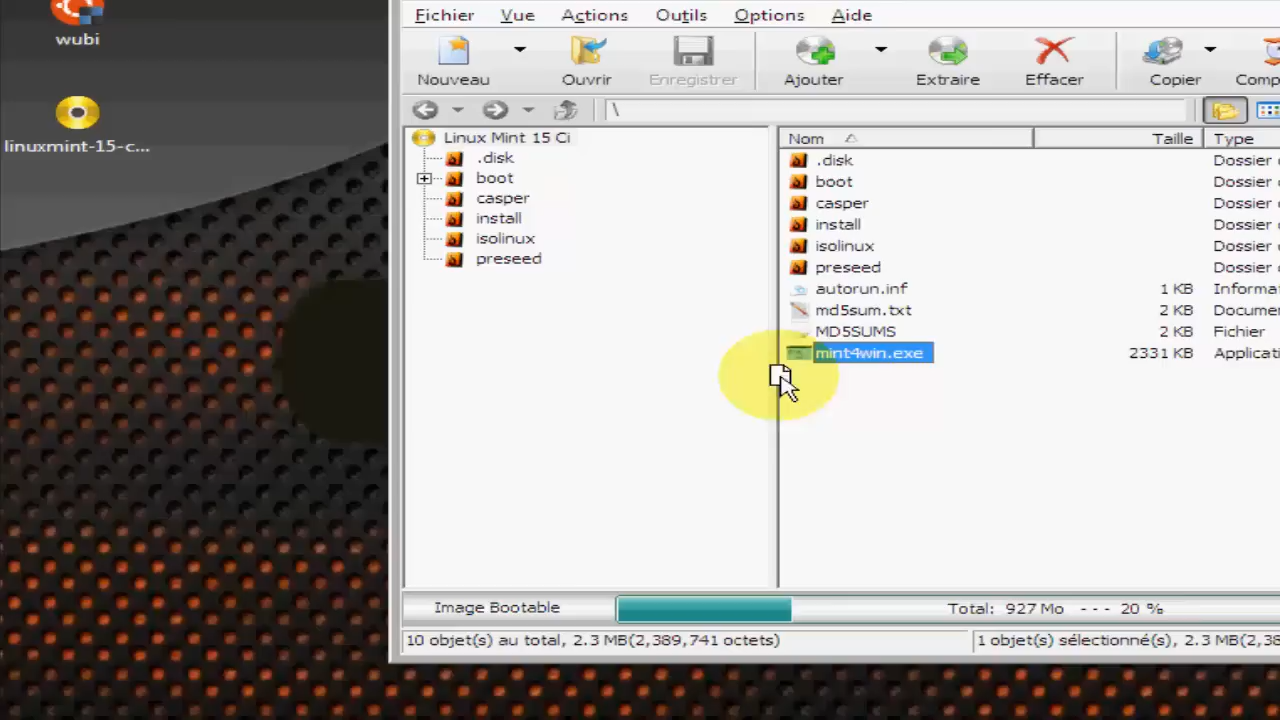 wubi
linuxmint-15-c...
Fichier Vue Actions Outils Options Aide
Nouveau Ouvrir Enregistrer Ajouter Extraire Effacer Copier Comp
\
Linux Mint 15 Ci
.disk
boot
casper
install
isolinux
preseed
Nom Taille Type
.disk Dossier
boot Dossier
casper Dossier
install Dossier
isolinux Dossier
preseed Dossier
autorun.inf 1 KB Informa
md5sum.txt 2 KB Docume
MD5SUMS 2 KB Fichier
mint4win.exe 2331 KB Applicati
Image Bootable Total: 927 Mo --- 20 %
10 objet(s) au total, 2.3 MB(2,389,741 octets) 1 objet(s) sélectionné(s), 2.3 MB(2,38